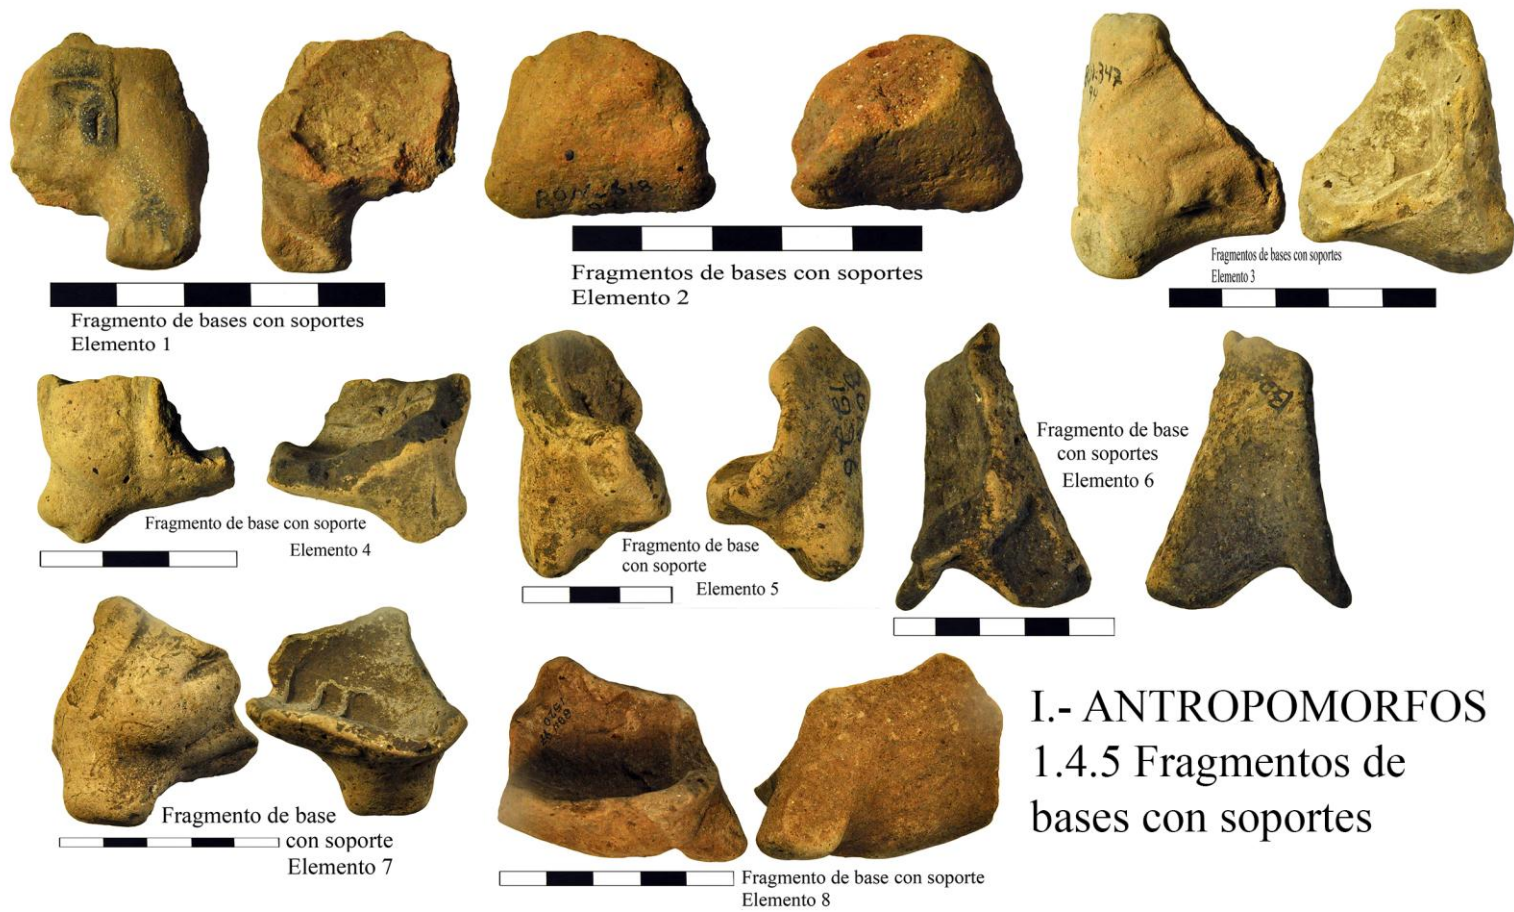 Fragmento de bases con soportes
Elemento 1
Fragmentos de bases con soportes
Elemento 2
Fragmentos de bases con soportes
Elemento 3
Fragmento de base con soporte
Elemento 4
Fragmento de base
con soporte
Elemento 5
Fragmento de base
con soportes
Elemento 6
Fragmento de base
con soporte
Elemento 7
Fragmento de base con soporte
Elemento 8
I.- ANTROPOMORFOS
1.4.5 Fragmentos de
bases con soportes